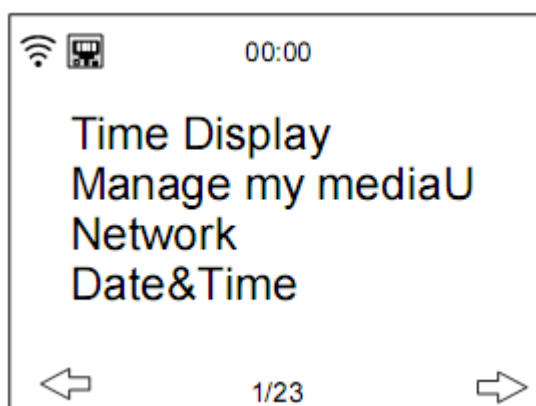 00:00
Time Display
Manage my mediaU
Network
Date&Time
1/23